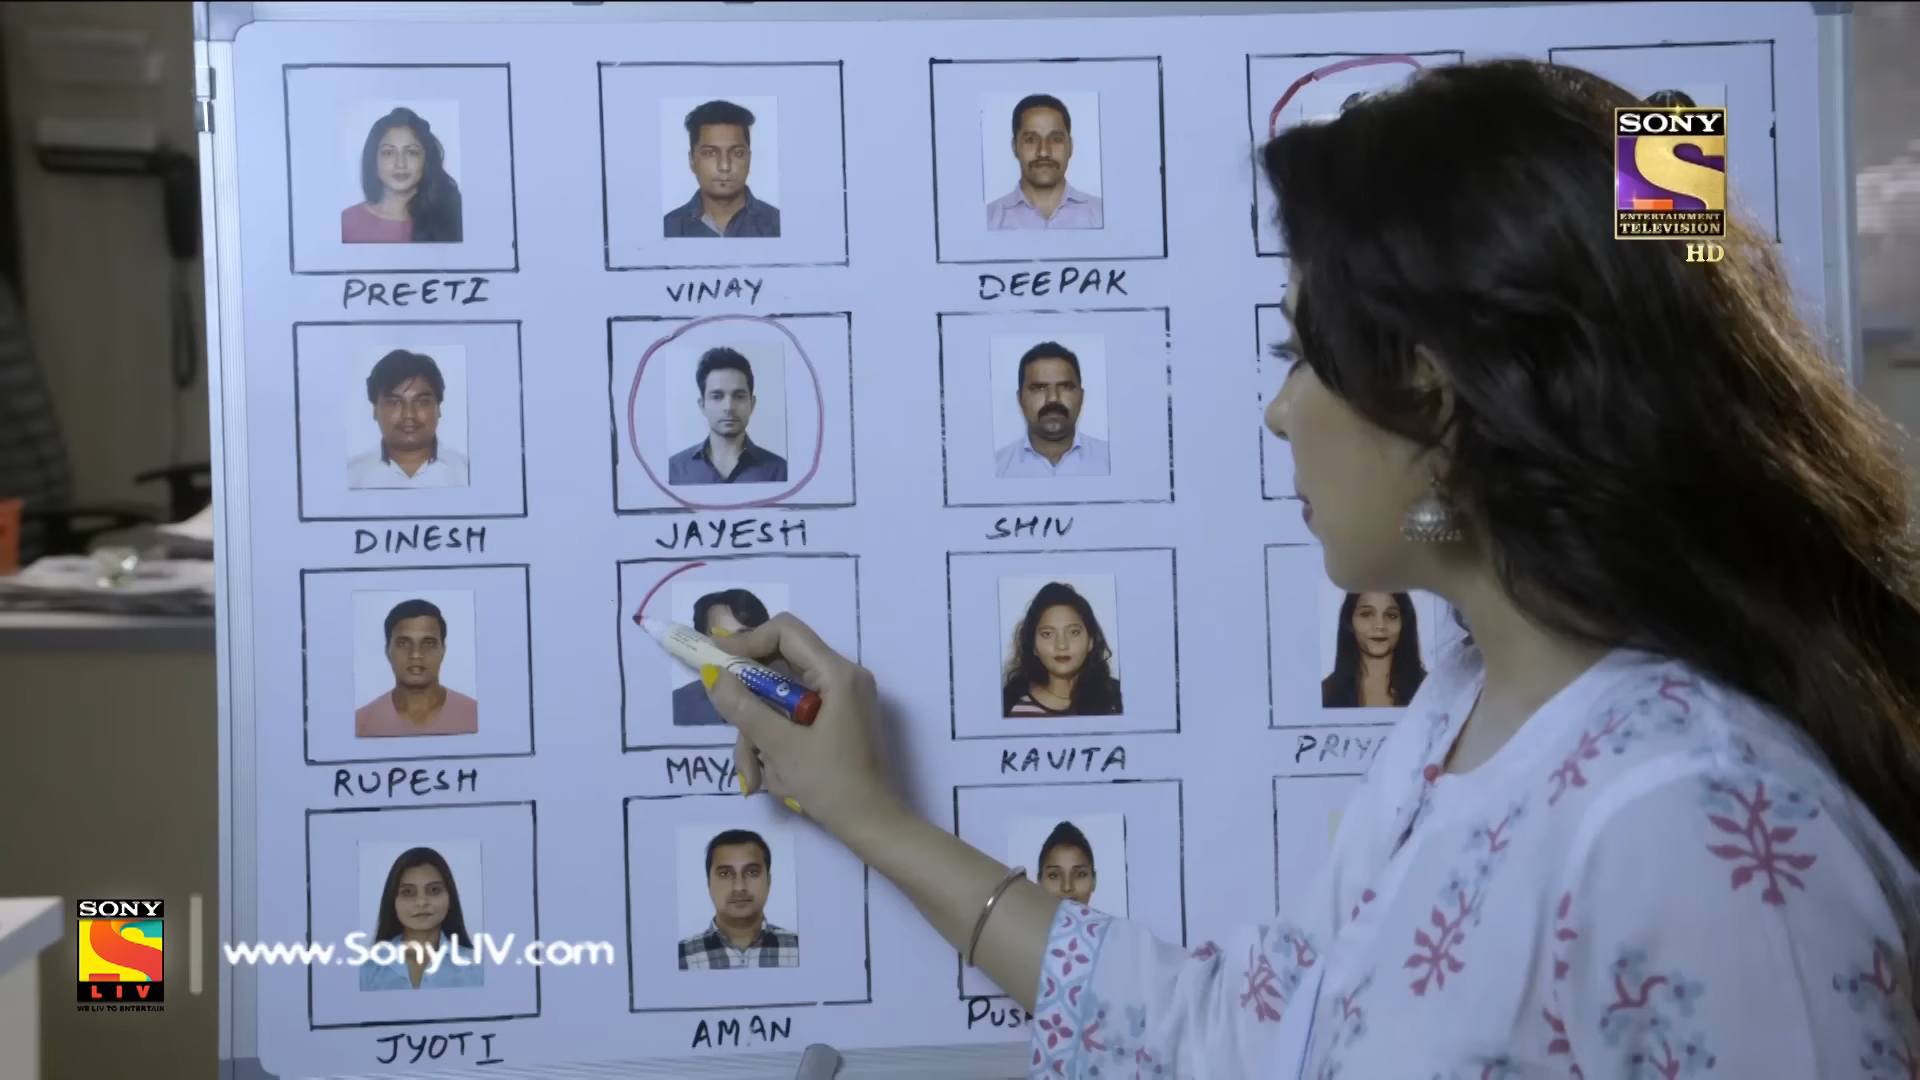 SONY
ENTERTAINMENT
TELEVISION
HD
PREETI
VINAY
DEEPAK
DINESH
JAYESH
SHIV
RUPESH
KAVITA
JYOTI
AMAN
SONY
LIV
WE LIV TO ENTERTAIN
www.SonyLIV.com